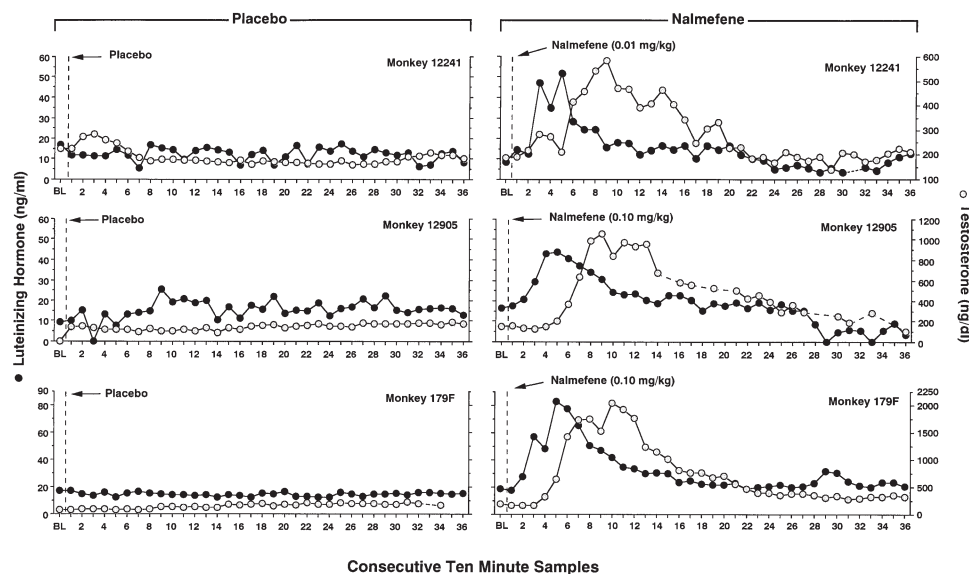 Placebo
Nalmefene
60
50
40
30
20
10
0
Placebo
Monkey 12241
BL 2 4 6 8 10 12 14 16 18 20 22 24 26 28 30 32 34 36
Nalmefene (0.01 mg/kg)
Monkey 12241
600
500
400
300
200
100
BL 2 4 6 8 10 12 14 16 18 20 22 24 26 28 30 32 34 36
60
50
40
30
20
10
0
Placebo
Monkey 12905
BL 2 4 6 8 10 12 14 16 18 20 22 24 26 28 30 32 34 36
Nalmefene (0.10 mg/kg)
Monkey 12905
1200
1000
800
600
400
200
0
BL 2 4 6 8 10 12 14 16 18 20 22 24 26 28 30 32 34 36
90
80
60
40
20
0
Placebo
Monkey 179F
BL 2 4 6 8 10 12 14 16 18 20 22 24 26 28 30 32 34 36
Nalmefene (0.10 mg/kg)
Monkey 179F
2250
2000
1500
1000
500
0
BL 2 4 6 8 10 12 14 16 18 20 22 24 26 28 30 32 34 36
Luteinizing Hormone (ng/ml)
Testosterone (ng/dl)
Consecutive Ten Minute Samples